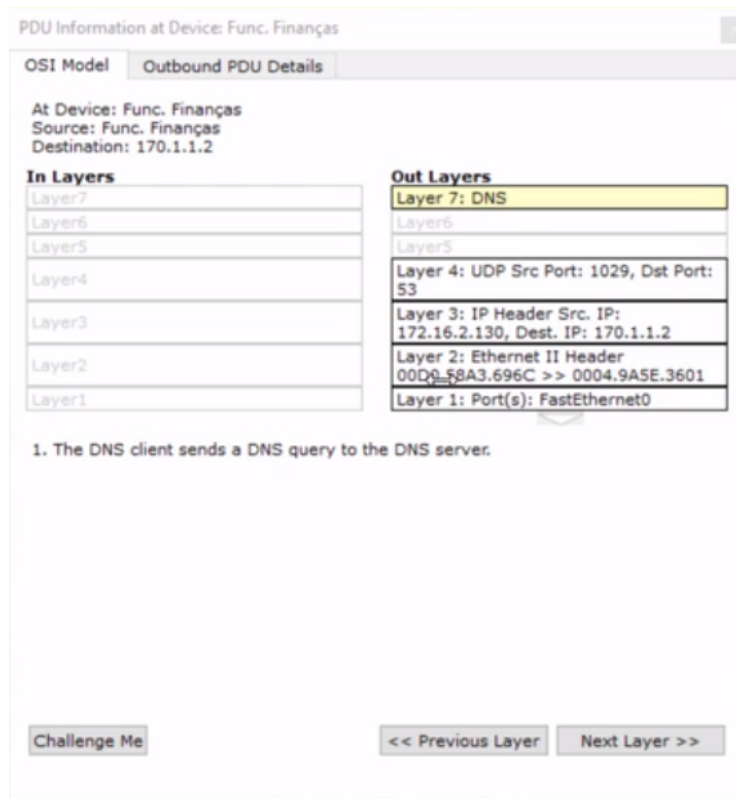 PDU Information at Device: Func. Finanças
OSI Model
Outbound PDU Details
At Device: Func. Finanças
Source: Func. Finanças
Destination: 170.1.1.2
In Layers
Layer7
Layer6
Layer5
Layer4
Layer3
Layer2
Layer1
Out Layers
Layer 7: DNS
Layer6
Layer5
Layer 4: UDP Src Port: 1029, Dst Port:
53
Layer 3: IP Header Src. IP:
172.16.2.130, Dest. IP: 170.1.1.2
Layer 2: Ethernet II Header
00D0.58A3.696C >> 0004.9A5E.3601
Layer 1: Port(s): FastEthernet0
1. The DNS client sends a DNS query to the DNS server.
Challenge Me
<< Previous Layer
Next Layer >>